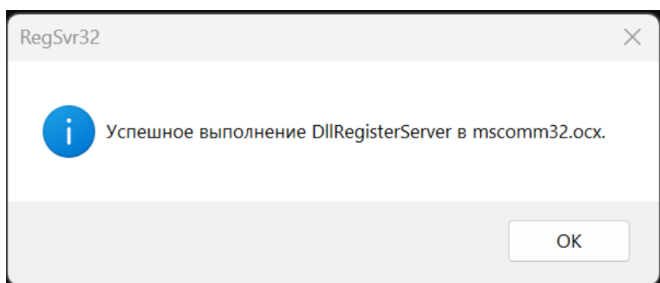 RegSvr32
Успешное выполнение DllRegisterServer в mscomm32.ocx.
OK